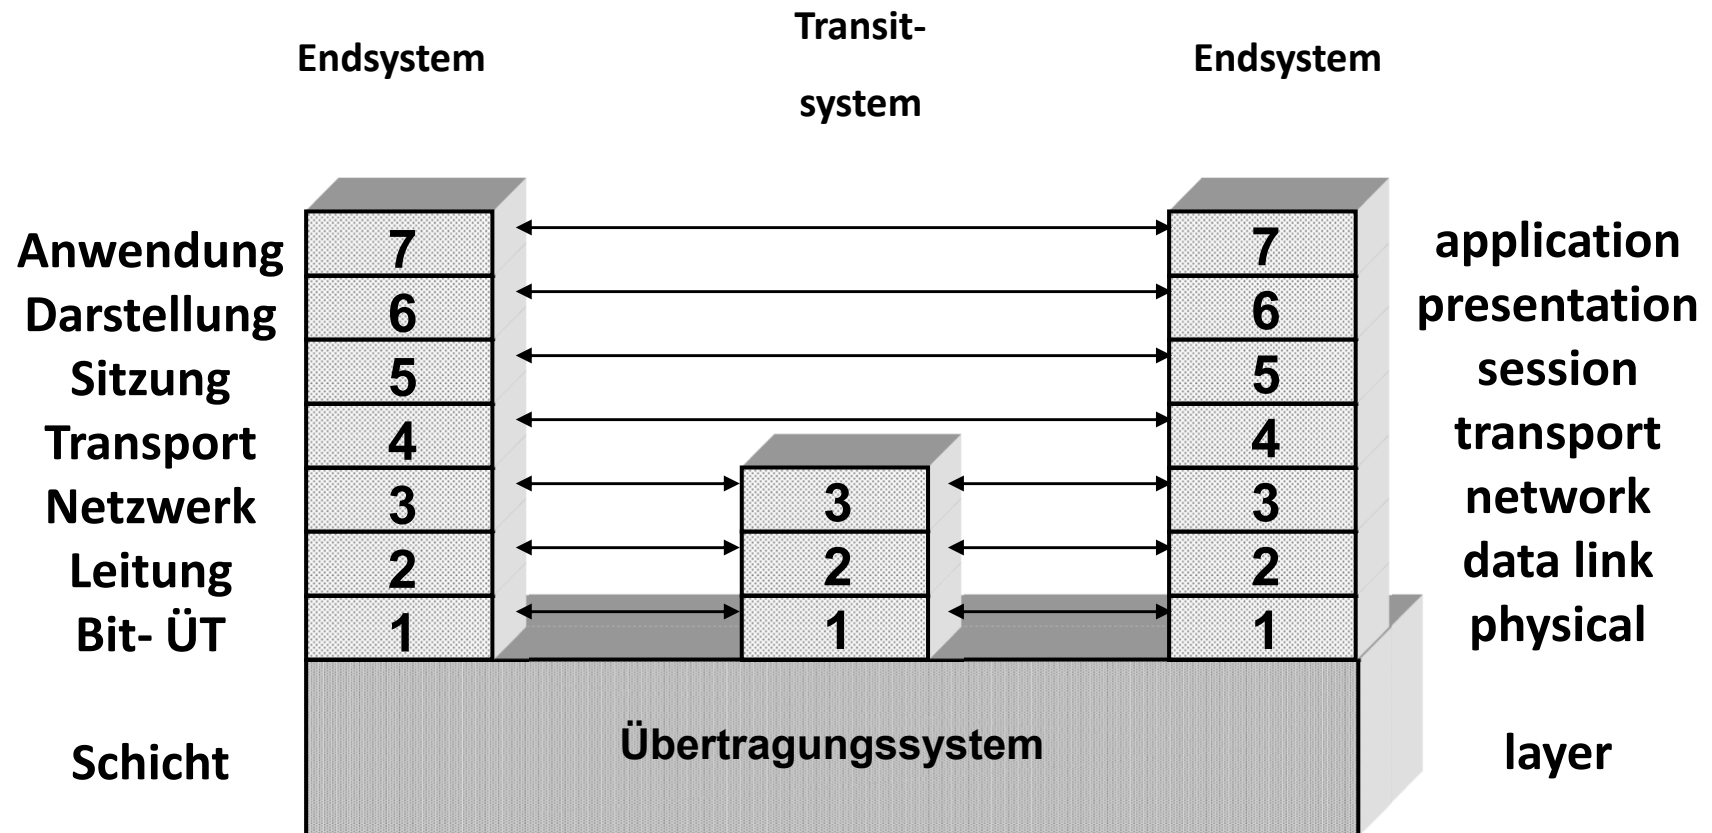 Transit-
system
Endsystem
Endsystem
Anwendung 7 7 application
Darstellung 6 6 presentation
Sitzung 5 5 session
Transport 4 4 transport
Netzwerk 3 3 3 network
Leitung 2 2 2 data link
Bit- ÜT 1 1 1 physical
Übertragungssystem
Schicht
layer